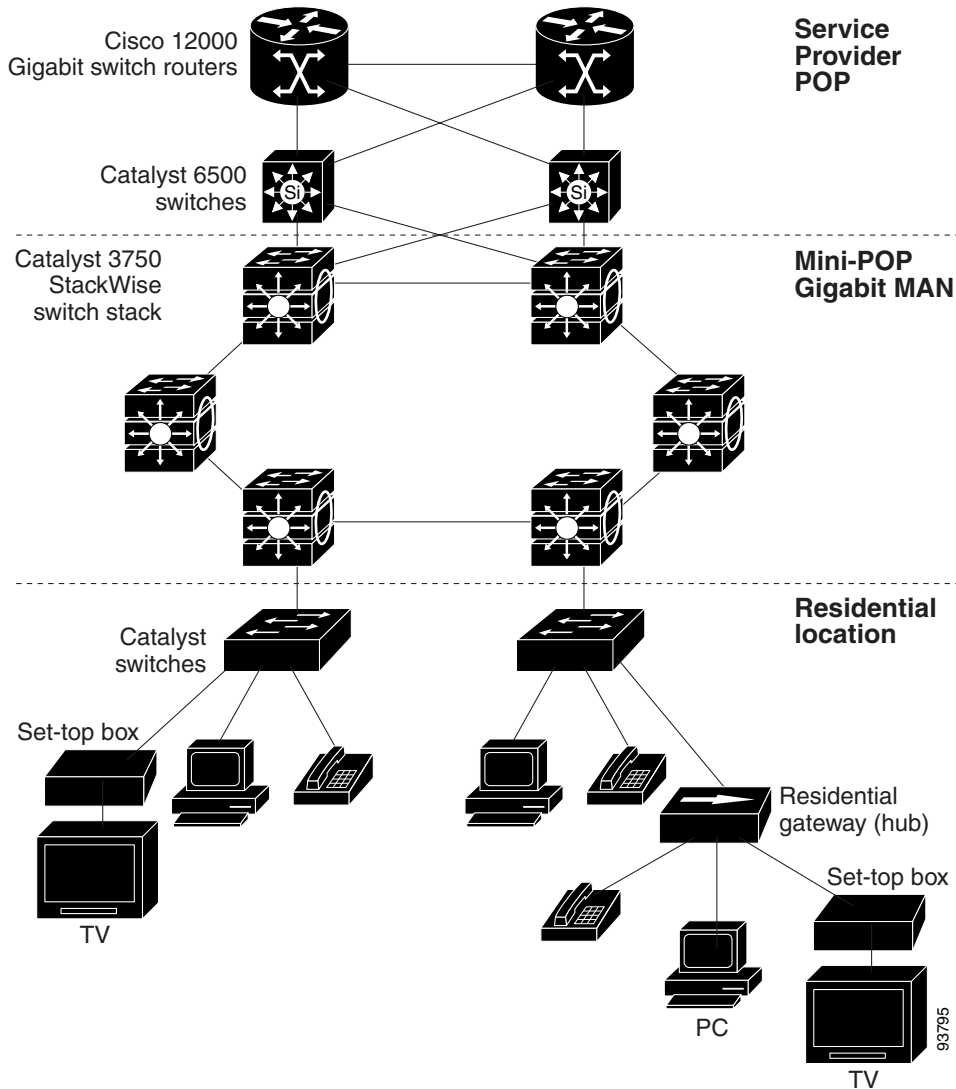 Cisco 12000
Gigabit switch routers
Service
Provider
POP
Catalyst 6500
switches
Si
Si
Catalyst 3750
StackWise
switch stack
Mini-POP
Gigabit MAN
Residential
location
Catalyst
switches
Set-top box
TV
Residential
gateway (hub)
Set-top box
PC
TV
93795